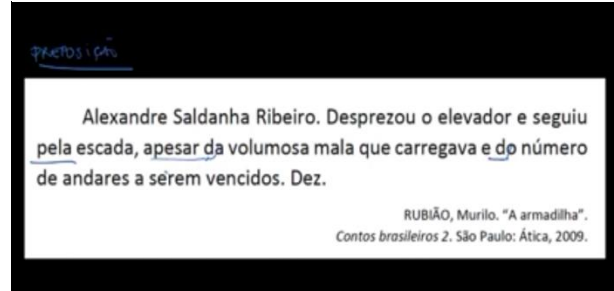 PREPOSIÇÃO
Alexandre Saldanha Ribeiro. Desprezou o elevador e seguiu
pela escada, apesar da volumosa mala que carregava e do número
de andares a serem vencidos. Dez.
RUBIÃO, Murilo. “A armadilha”.
Contos brasileiros 2. São Paulo: Ática, 2009.